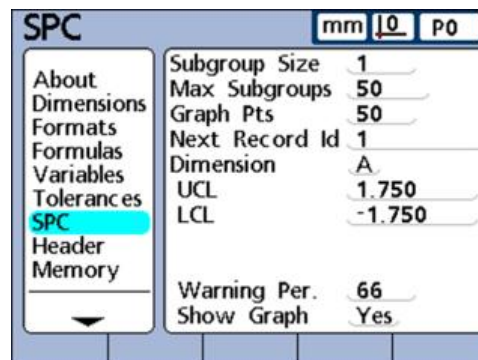 SPC
mm 0 P0
About
Dimensions
Formats
Formulas
Variables
Tolerances
SPC
Header
Memory
Subgroup Size 1
Max Subgroups 50
Graph Pts 50
Next Record Id 1
Dimension A
UCL 1.750
LCL -1.750
Warning Per. 66
Show Graph Yes